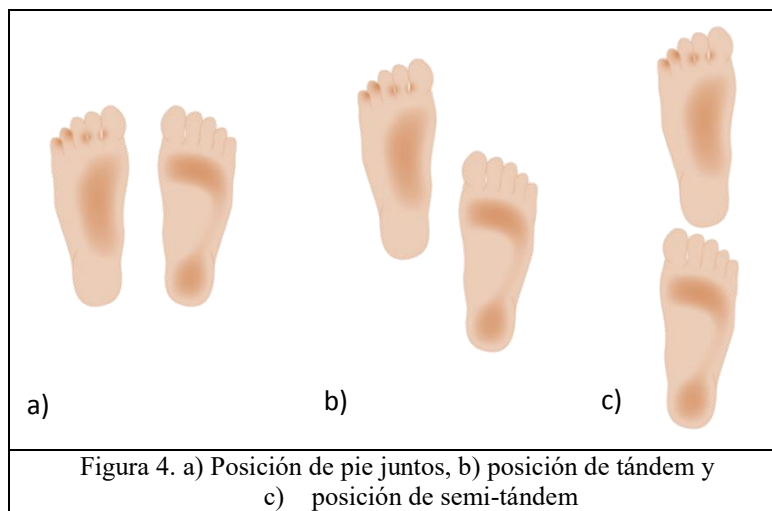 a)
b)
c)
Figura 4. a) Posición de pie juntos, b) posición de tándem y
c) posición de semi-tándem